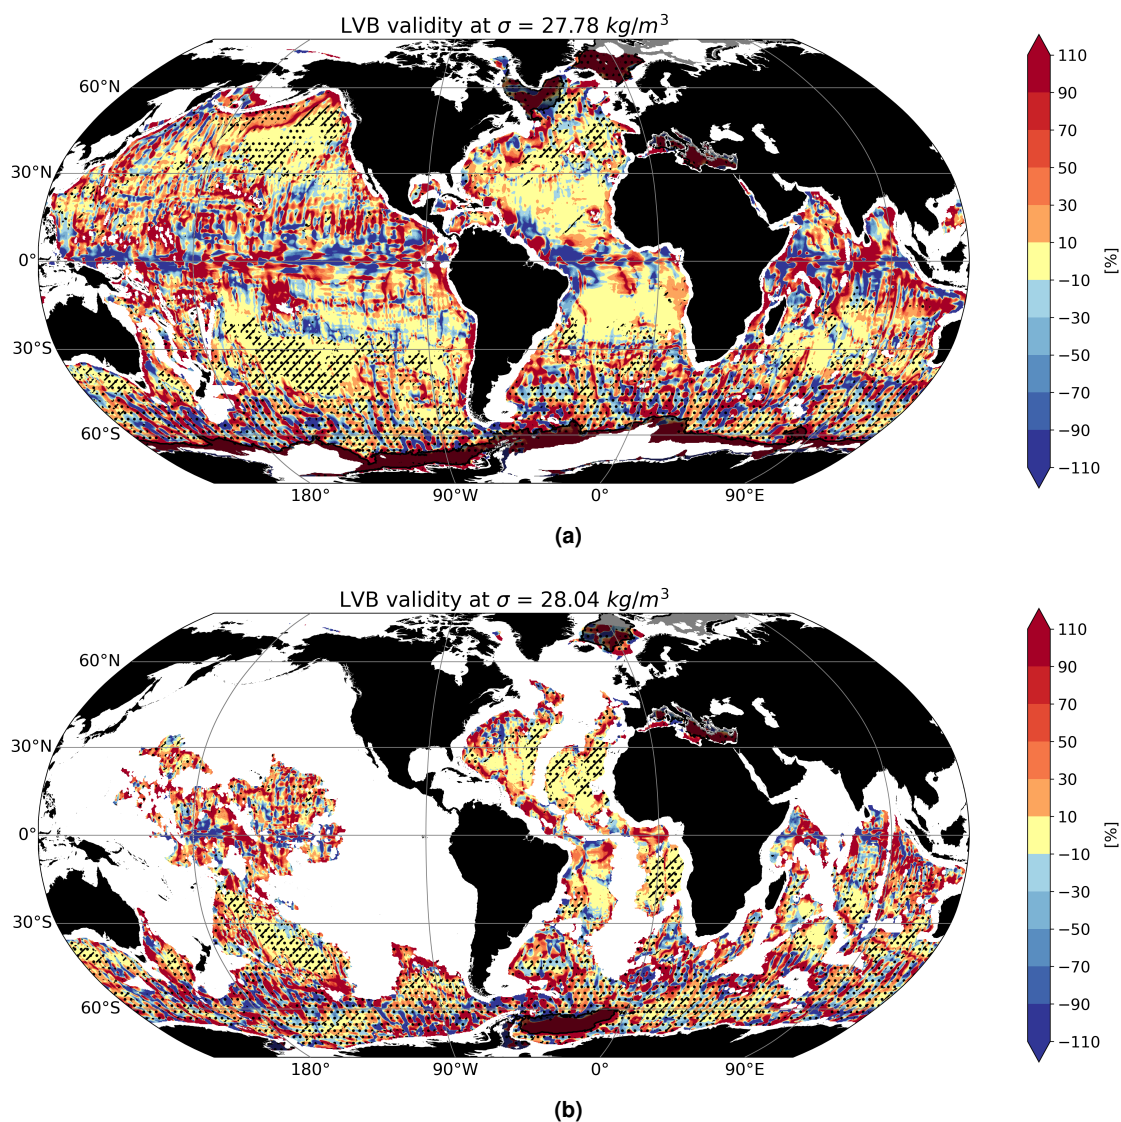 LVB validity at σ = 27.78 kg/m³
60°N
30°N
0°
30°S
60°S
180°
90°W
0°
90°E
110
90
70
50
30
10
−10
−30
−50
−70
−90
−110
[%]
(a)
LVB validity at σ = 28.04 kg/m³
60°N
30°N
0°
30°S
60°S
180°
90°W
0°
90°E
110
90
70
50
30
10
−10
−30
−50
−70
−90
−110
[%]
(b)